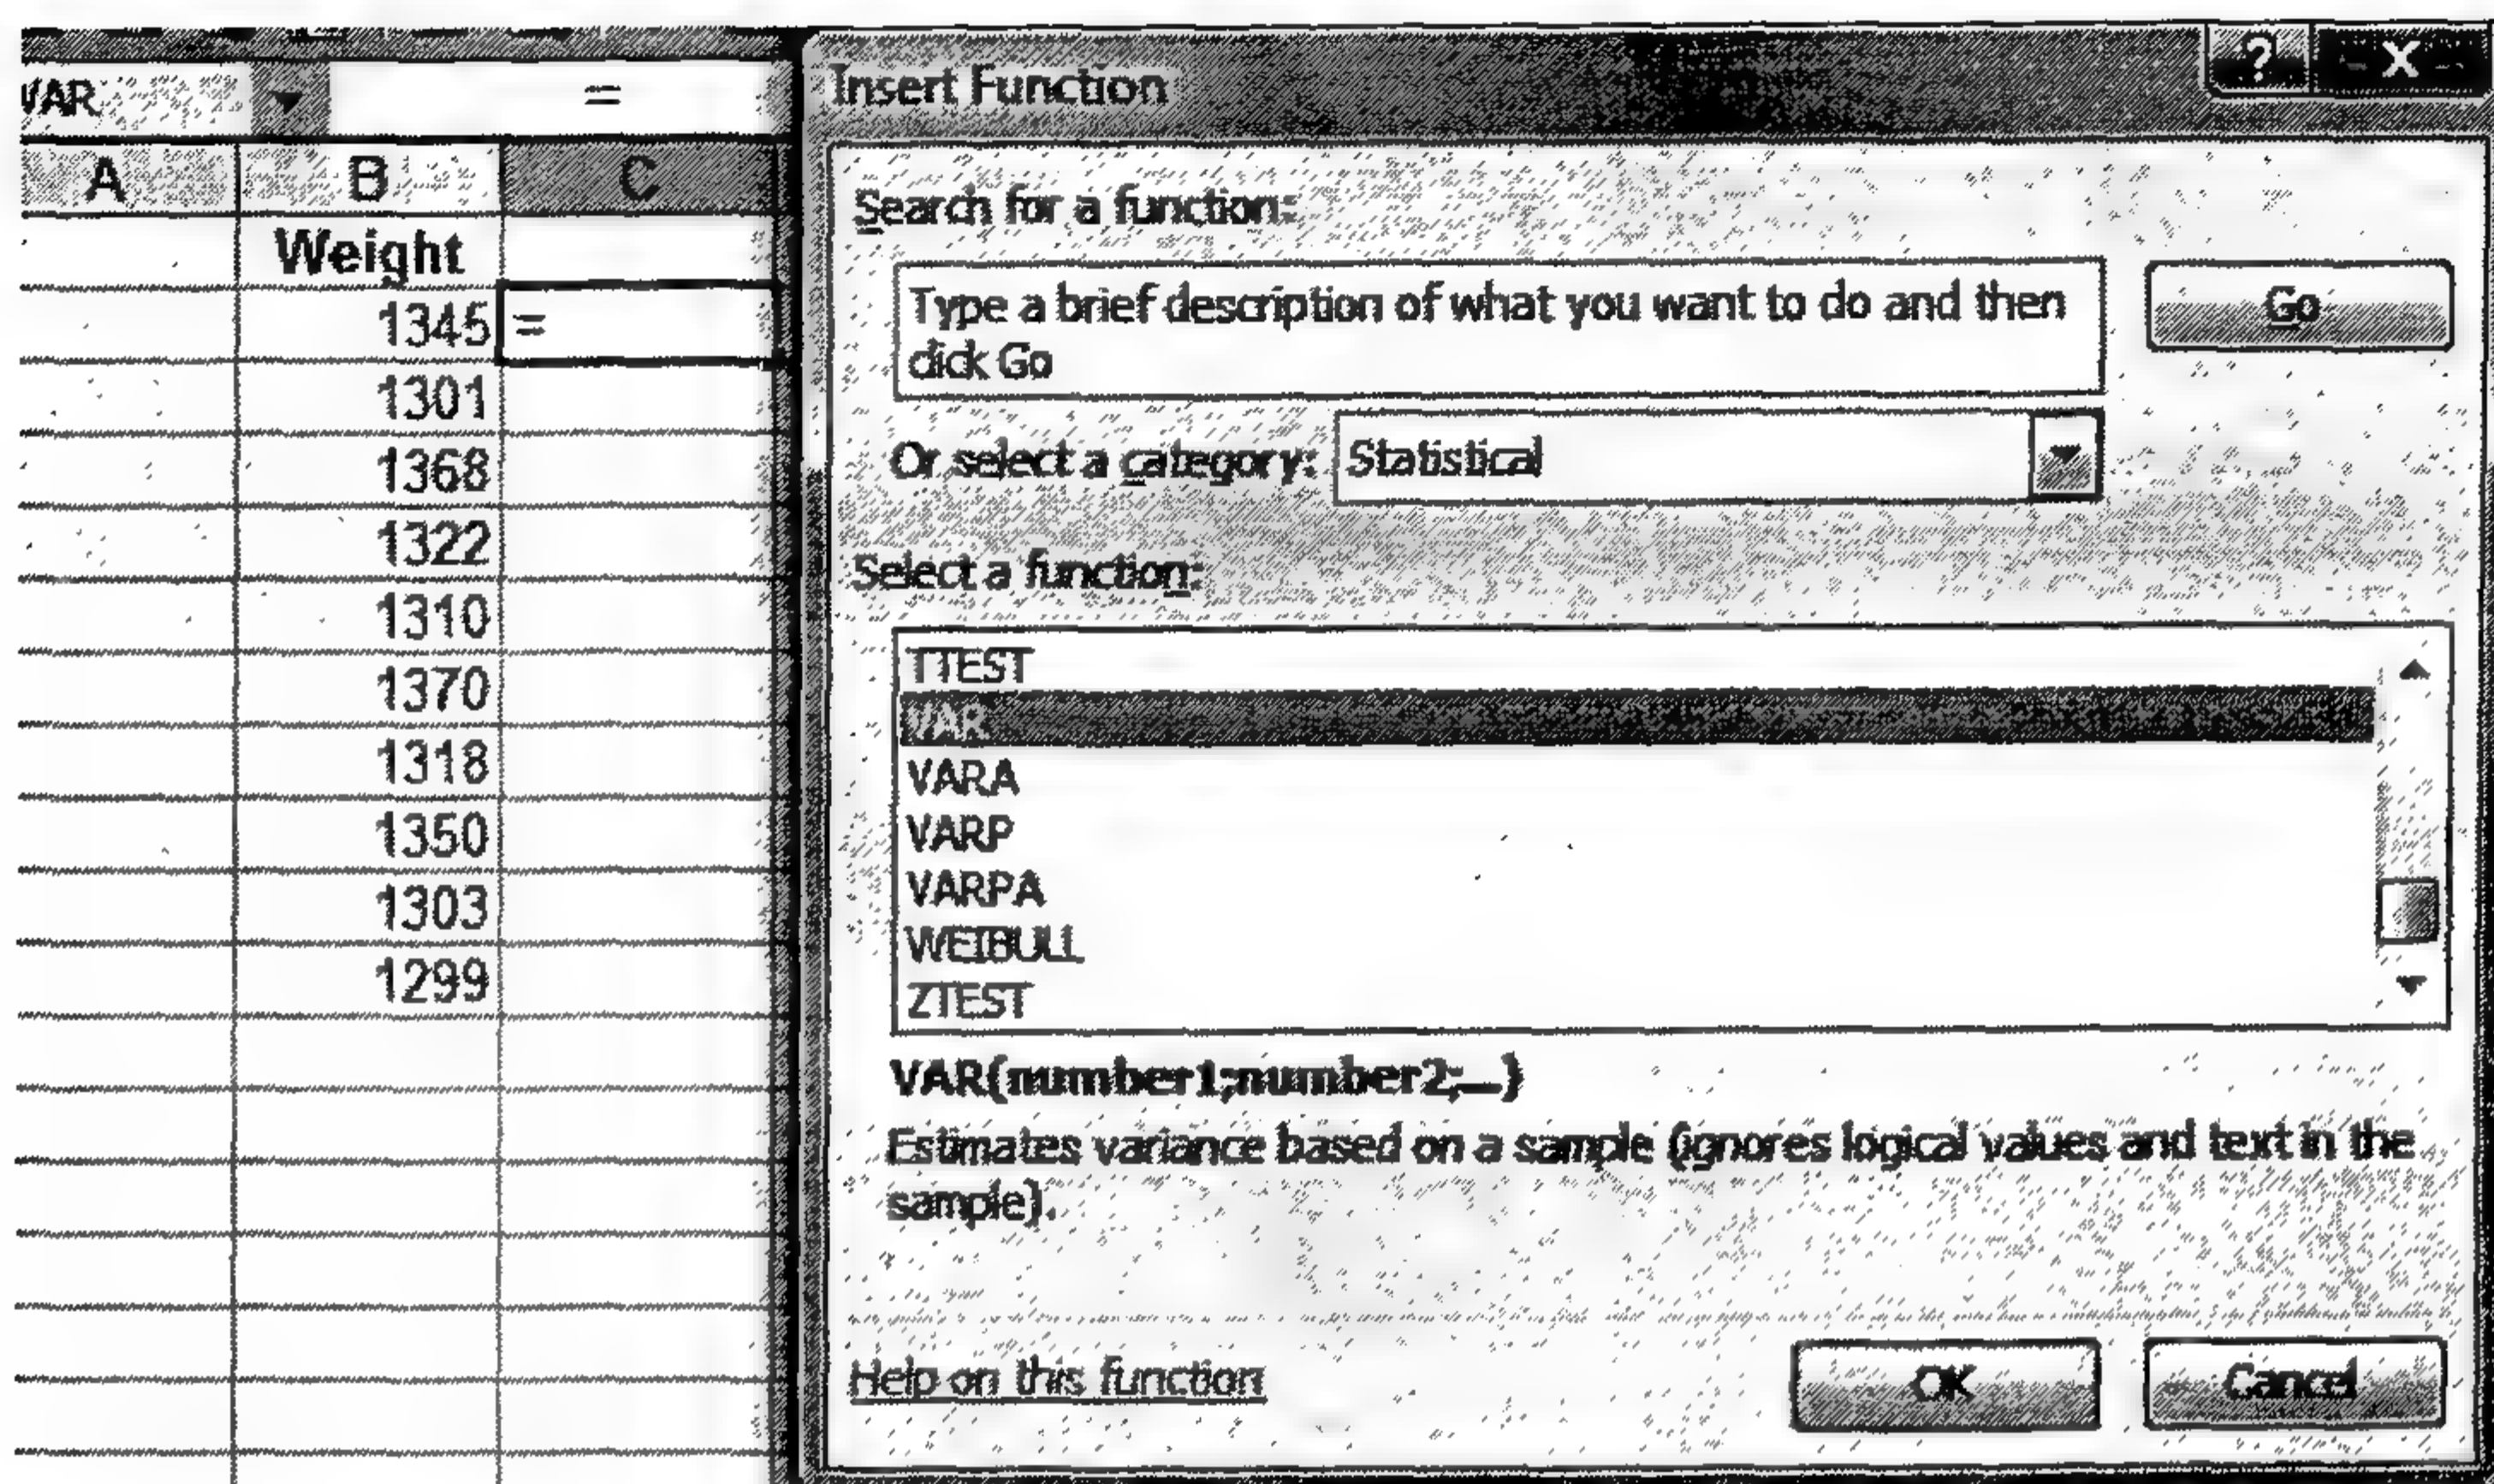 VAR =
A B C
Weight
1345 =
1301
1368
1322
1310
1370
1318
1350
1303
1299
Insert Function
? X
Search for a function:
Type a brief description of what you want to do and then
click Go
Go
Or select a category: Statistical
Select a function:
TTEST
VAR
VARA
VARP
VARPA
WEIBULL
ZTEST
VAR(number1;number2;...)
Estimates variance based on a sample (ignores logical values and text in the
sample).
Help on this function
OK Cancel